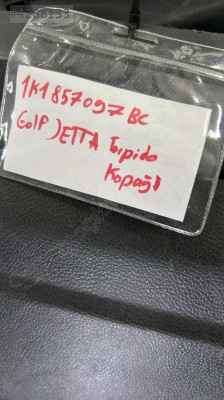 1K1857097BC
Golf JETTA Torpido
Kapağı